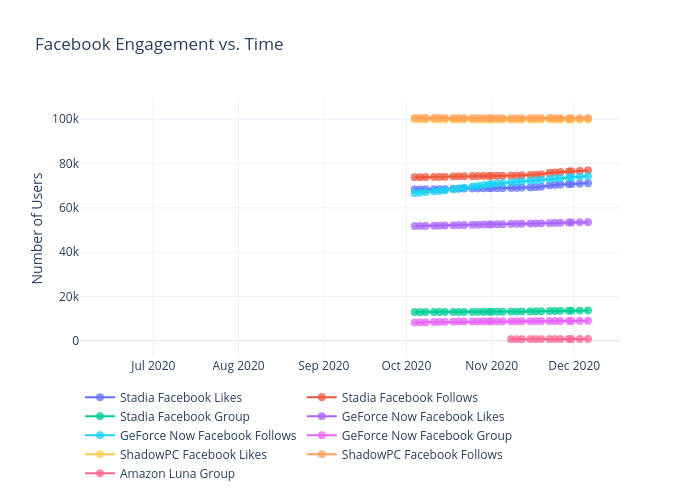 Facebook Engagement vs. Time
Number of Users
100k
80k
60k
40k
20k
0
Jul 2020 Aug 2020 Sep 2020 Oct 2020 Nov 2020 Dec 2020
Stadia Facebook Likes Stadia Facebook Follows
Stadia Facebook Group GeForce Now Facebook Likes
GeForce Now Facebook Follows GeForce Now Facebook Group
ShadowPC Facebook Likes ShadowPC Facebook Follows
Amazon Luna Group